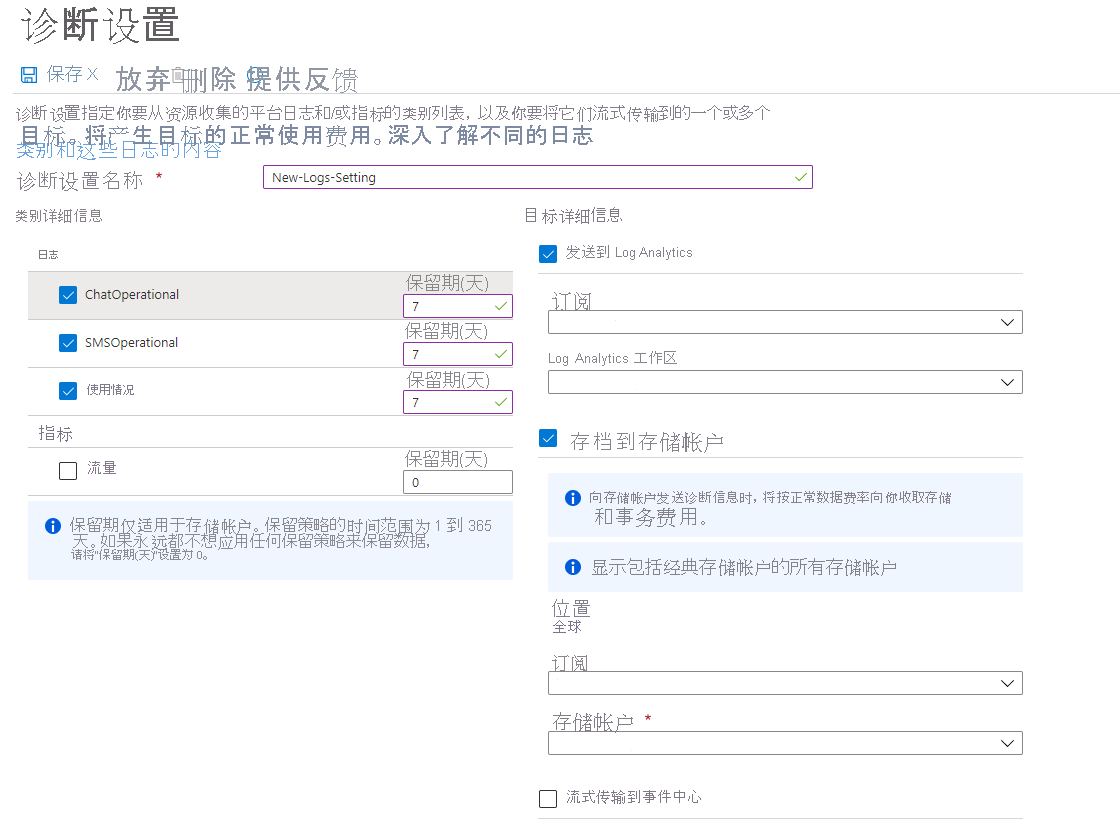 诊断设置
保存 X 放弃 删除 提供反馈
诊断设置指定你要从资源收集的平台日志和/或指标的类别列表，以及你要将它们流式传输到的一个或多个
目标。将产生目标的正常使用费用。深入了解不同的日志
类别和这些日志的内容
诊断设置名称 *
New-Logs-Setting
类别详细信息
日志
ChatOperational
保留期(天)
7
SMSOperational
保留期(天)
7
使用情况
保留期(天)
7
指标
流量
保留期(天)
0
保留期仅适用于存储帐户。保留策略的时间范围为 1 到 365
天。如果永远都不想应用任何保留策略来保留数据，
请将"保留期(天)"设置为 0。
目标详细信息
发送到 Log Analytics
订阅
Log Analytics 工作区
存档到存储帐户
向存储帐户发送诊断信息时，将按正常数据费率向你收取存储
和事务费用。
显示包括经典存储帐户的所有存储帐户
位置
全球
订阅
存储帐户 *
流式传输到事件中心